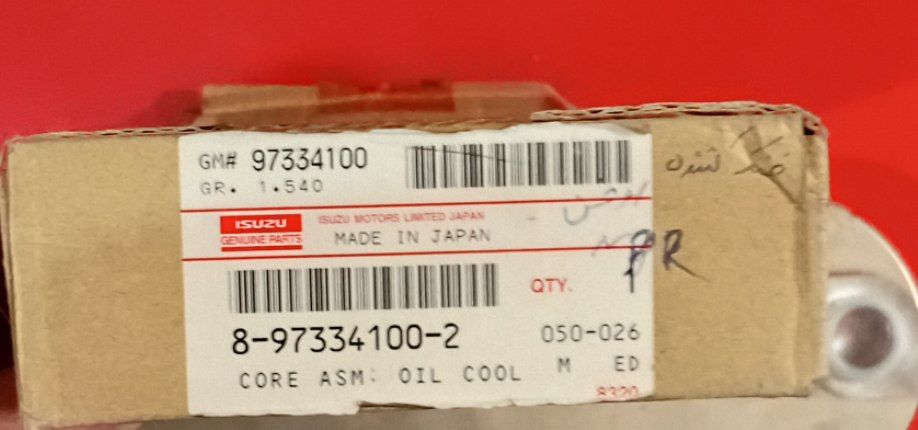 GM# 97334100
GR. 1.540
ISUZU
GENUINE PARTS
ISUZU MOTORS LIMITED JAPAN
MADE IN JAPAN
QTY. 1
8-97334100-2
050-026
CORE ASM: OIL COOL M ED
8320